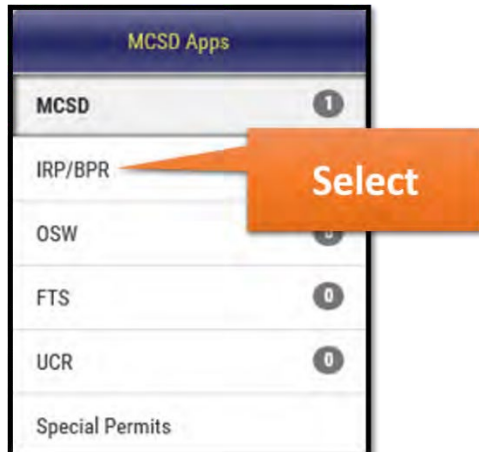 MCSD Apps
MCSD 1
IRP/BPR
Select
OSW
FTS 0
UCR 0
Special Permits